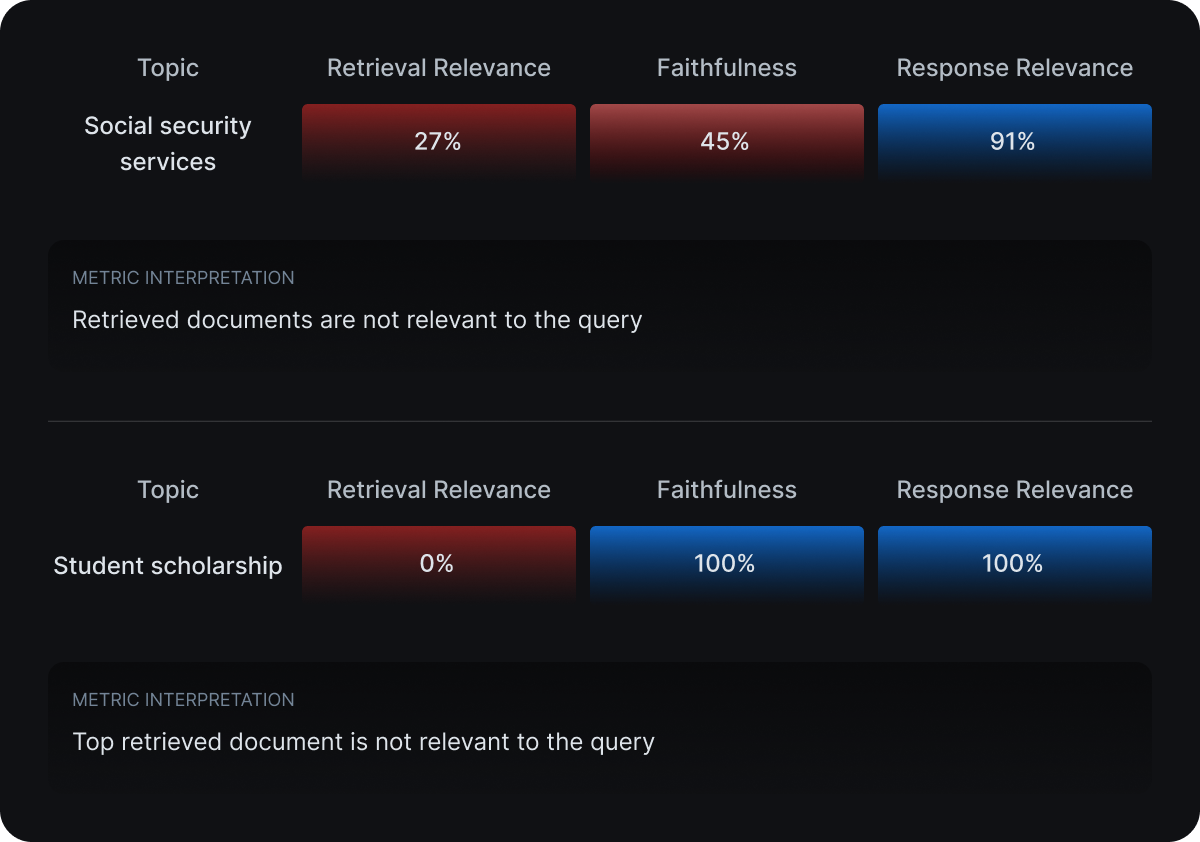 Topic Retrieval Relevance Faithfulness Response Relevance
Social security
services
27% 45% 91%
METRIC INTERPRETATION
Retrieved documents are not relevant to the query
Topic Retrieval Relevance Faithfulness Response Relevance
Student scholarship 0% 100% 100%
METRIC INTERPRETATION
Top retrieved document is not relevant to the query